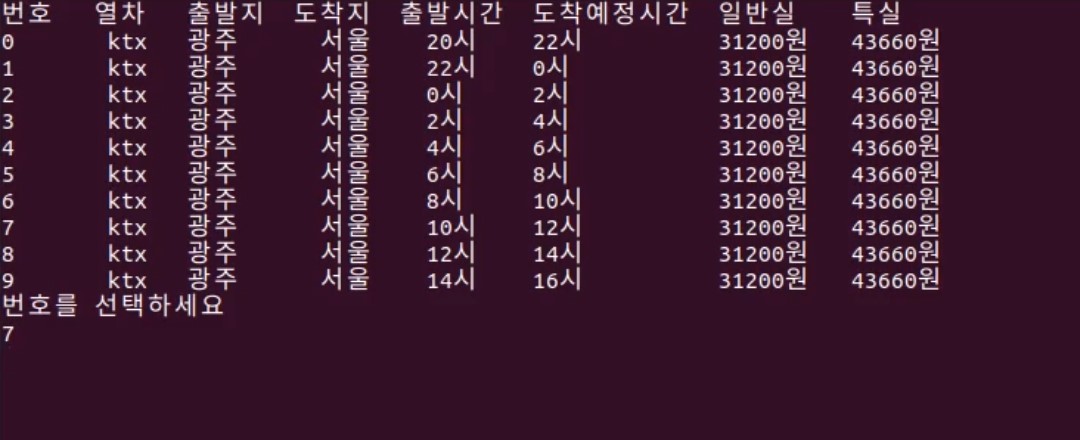 번호 열차 출발지 도착지 출발시간 도착예정시간 일반실 특실
0 ktx 광주 서울 20시 22시 31200원 43660원
1 ktx 광주 서울 22시 0시 31200원 43660원
2 ktx 광주 서울 0시 2시 31200원 43660원
3 ktx 광주 서울 2시 4시 31200원 43660원
4 ktx 광주 서울 4시 6시 31200원 43660원
5 ktx 광주 서울 6시 8시 31200원 43660원
6 ktx 광주 서울 8시 10시 31200원 43660원
7 ktx 광주 서울 10시 12시 31200원 43660원
8 ktx 광주 서울 12시 14시 31200원 43660원
9 ktx 광주 서울 14시 16시 31200원 43660원
번호를 선택하세요
7